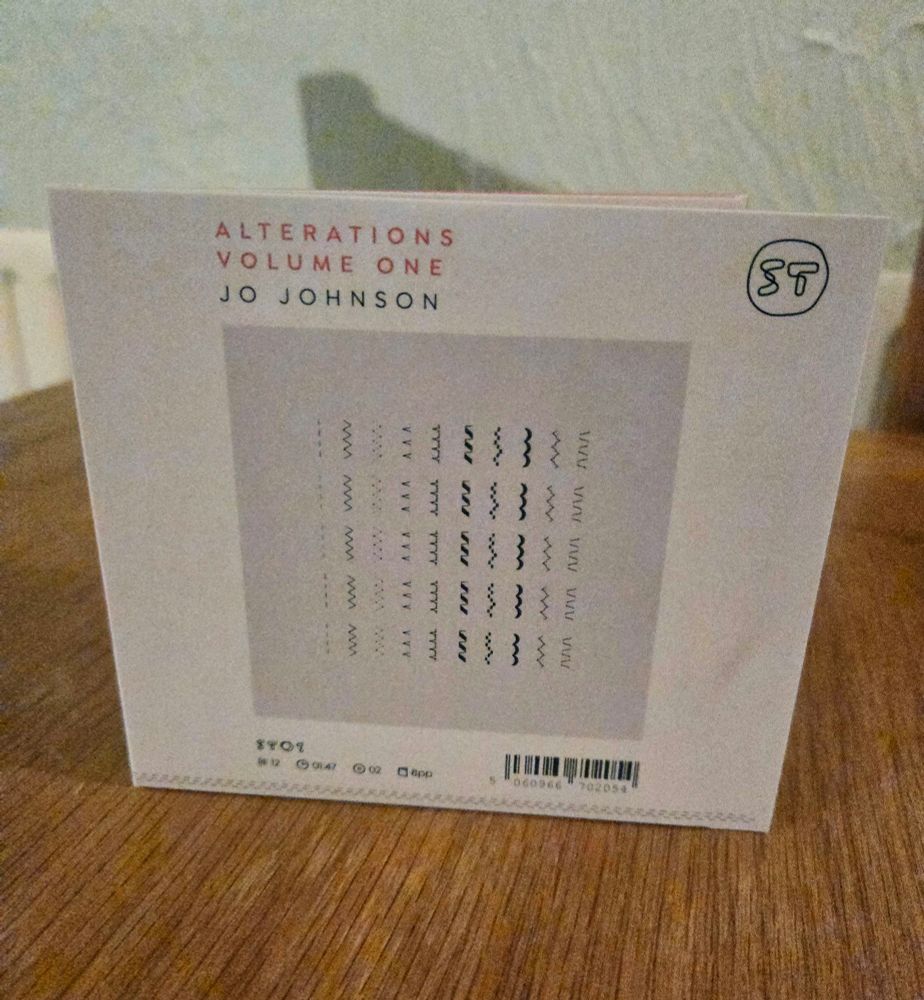 ALTERATIONS
VOLUME ONE
JO JOHNSON
ST
ST01
12 01:47 02 8pp
5 060966 702054